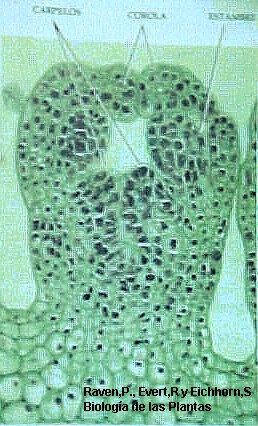 CARPELOS COROLA ESTAMBRE
Raven,P., Evert,R.y Eichhorn,S
Biología de las Plantas